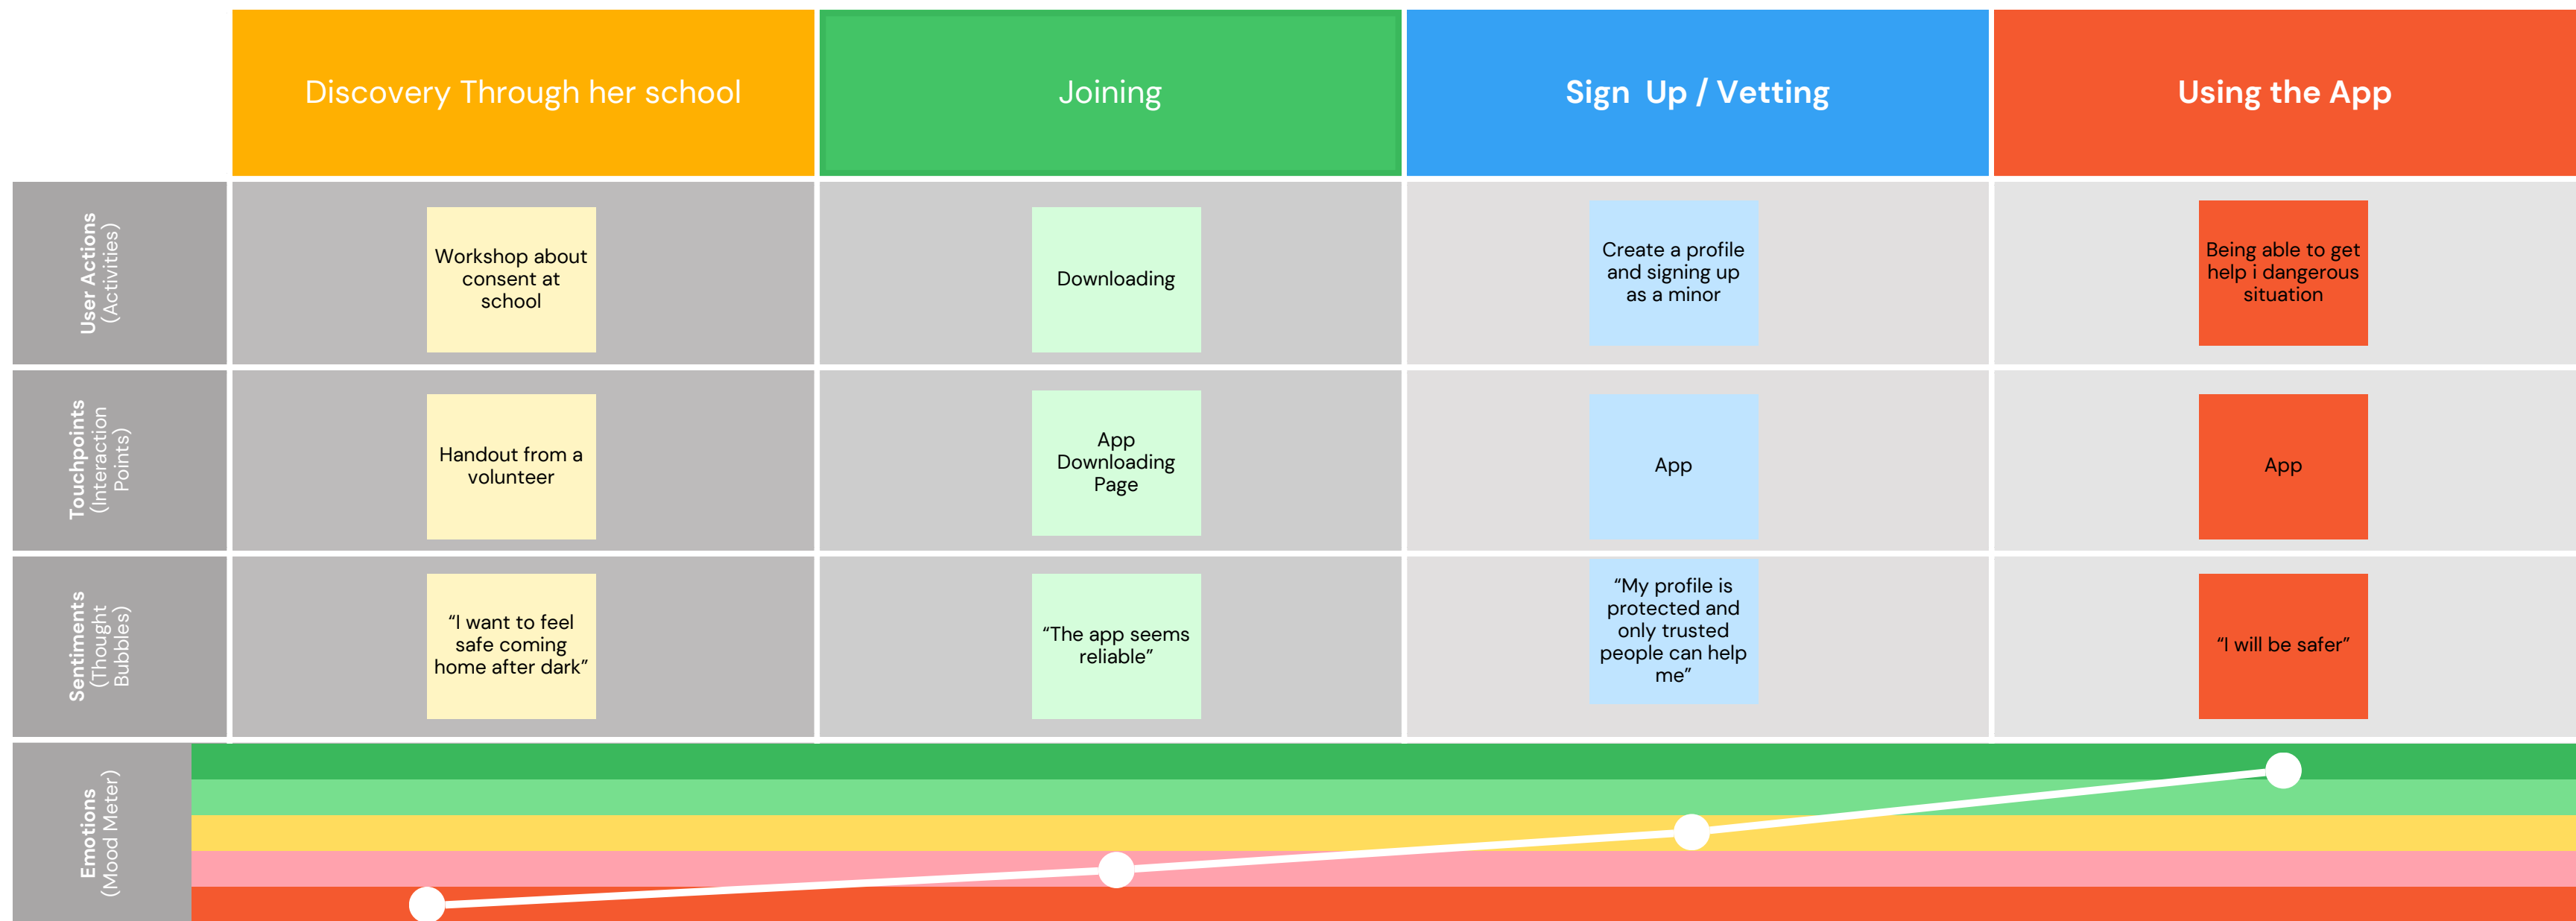 Discovery Through her school
Joining
Sign Up / Vetting
Using the App
User Actions
(Activities)
Workshop about
consent at
school
Downloading
Create a profile
and signing up
as a minor
Being able to get
help i dangerous
situation
Touchpoints
(Interaction
Points)
Handout from a
volunteer
App
Downloading
Page
App
App
Sentiments
(Thought
Bubbles)
“I want to feel
safe coming
home after dark”
“The app seems
reliable”
“My profile is
protected and
only trusted
people can help
me”
“I will be safer”
Emotions
(Mood Meter)